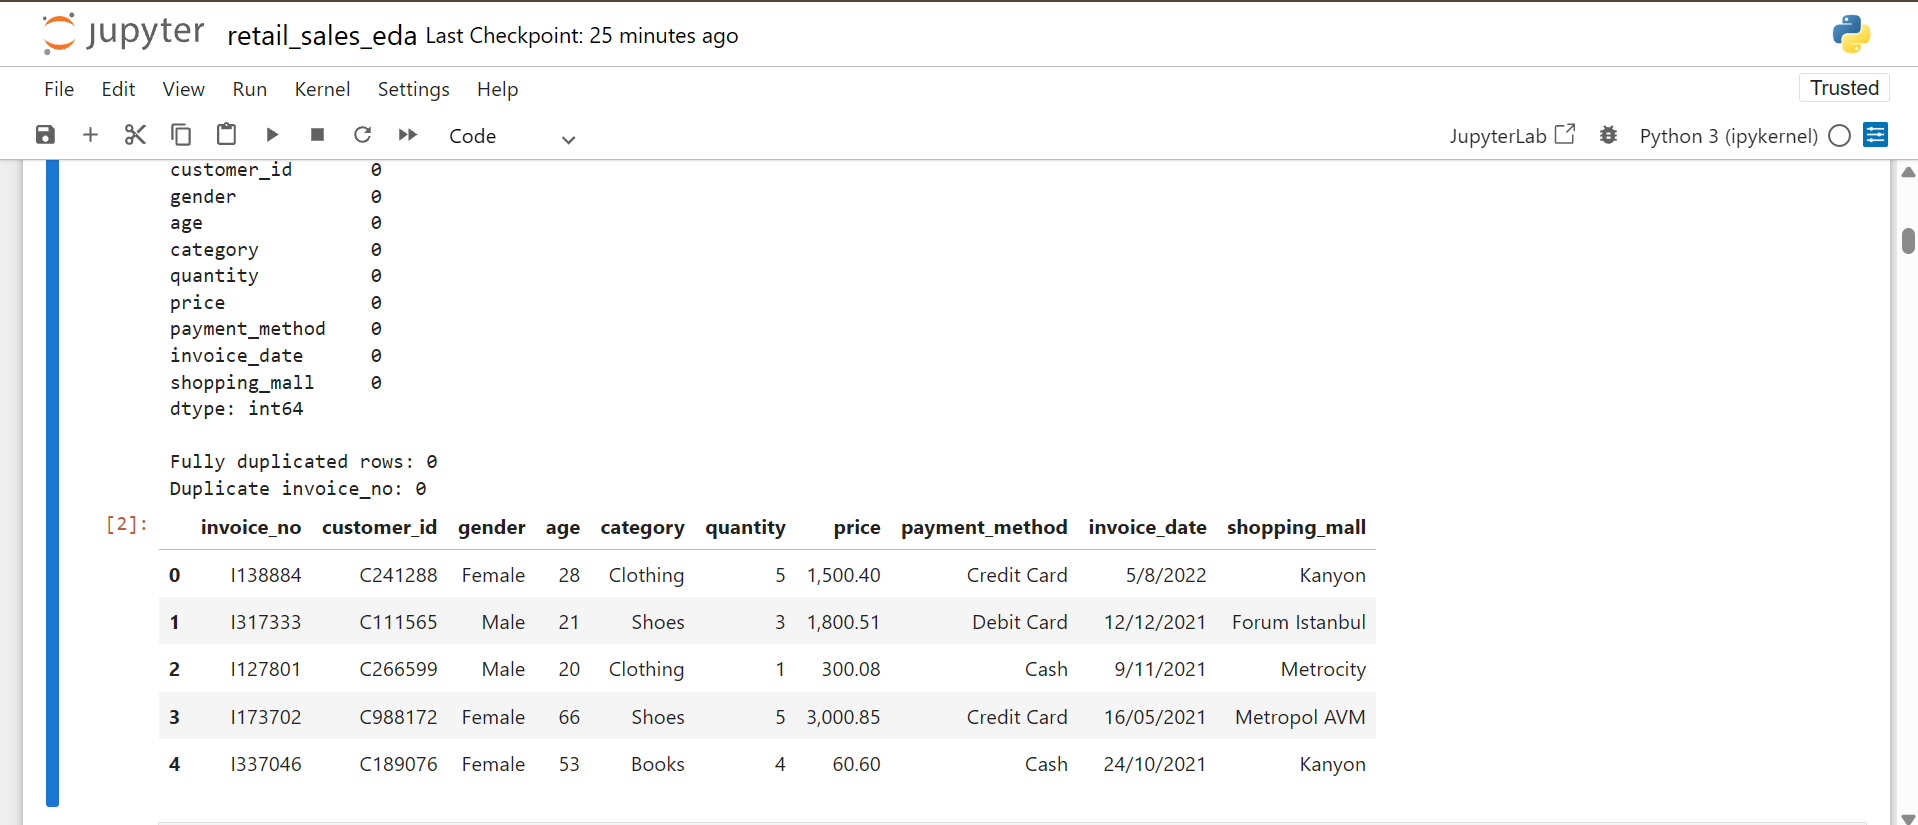 jupyter retail_sales_eda Last Checkpoint: 25 minutes ago
File Edit View Run Kernel Settings Help Trusted
Code JupyterLab Python 3 (ipykernel)
customer_id 0
gender 0
age 0
category 0
quantity 0
price 0
payment_method 0
invoice_date 0
shopping_mall 0
dtype: int64
Fully duplicated rows: 0
Duplicate invoice_no: 0
[2]: invoice_no customer_id gender age category quantity price payment_method invoice_date shopping_mall
0 I138884 C241288 Female 28 Clothing 5 1,500.40 Credit Card 5/8/2022 Kanyon
1 I317333 C111565 Male 21 Shoes 3 1,800.51 Debit Card 12/12/2021 Forum Istanbul
2 I127801 C266599 Male 20 Clothing 1 300.08 Cash 9/11/2021 Metrocity
3 I173702 C988172 Female 66 Shoes 5 3,000.85 Credit Card 16/05/2021 Metropol AVM
4 I337046 C189076 Female 53 Books 4 60.60 Cash 24/10/2021 Kanyon